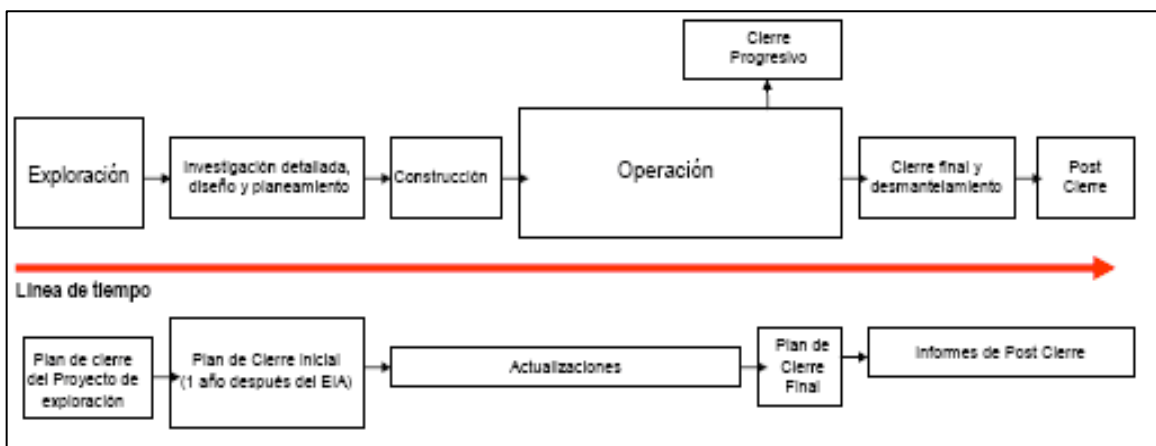 Cierre
Progresivo
Exploración
Investigación detallada,
diseño y planeamiento
Construcción
Operación
Cierre final y
desmantelamiento
Post
Cierre
Línea de tiempo
Plan de cierre
del Proyecto de
exploración
Plan de Cierre Inicial
(1 año después del EIA)
Actualizaciones
Plan de
Cierre
Final
Informes de Post Cierre